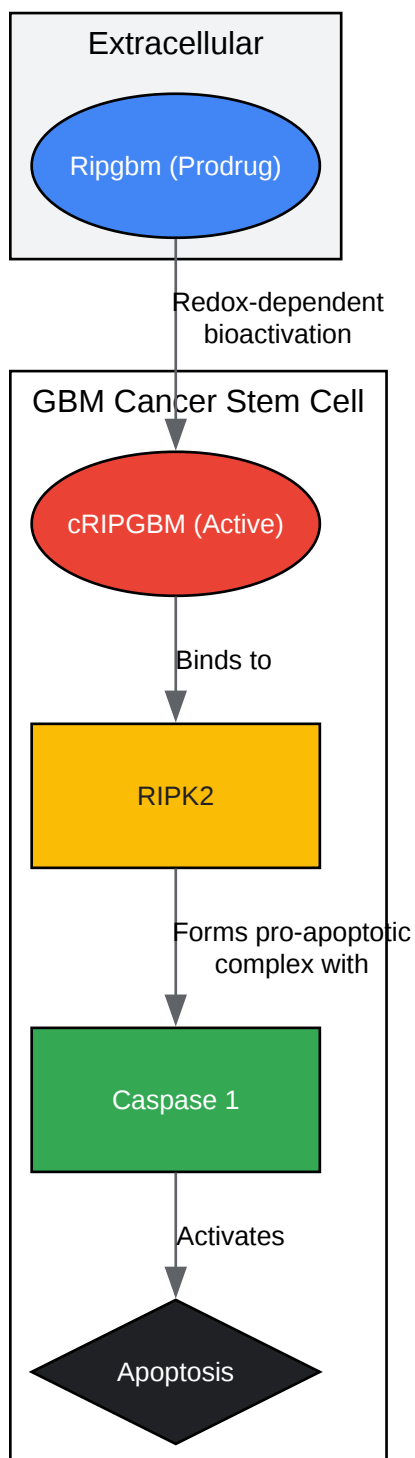 Extracellular
Ripgbm (Prodrug)
Redox-dependent
bioactivation
GBM Cancer Stem Cell
cRIPGBM (Active)
Binds to
RIPK2
Forms pro-apoptotic
complex with
Caspase 1
Activates
Apoptosis